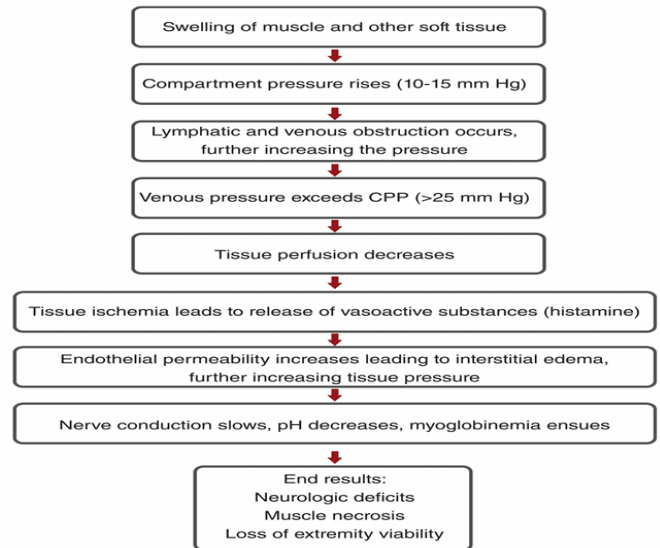 Swelling of muscle and other soft tissue
Compartment pressure rises (10-15 mm Hg)
Lymphatic and venous obstruction occurs,
further increasing the pressure
Venous pressure exceeds CPP (>25 mm Hg)
Tissue perfusion decreases
Tissue ischemia leads to release of vasoactive substances (histamine)
Endothelial permeability increases leading to interstitial edema,
further increasing tissue pressure
Nerve conduction slows, pH decreases, myoglobinemia ensues
End results:
Neurologic deficits
Muscle necrosis
Loss of extremity viability